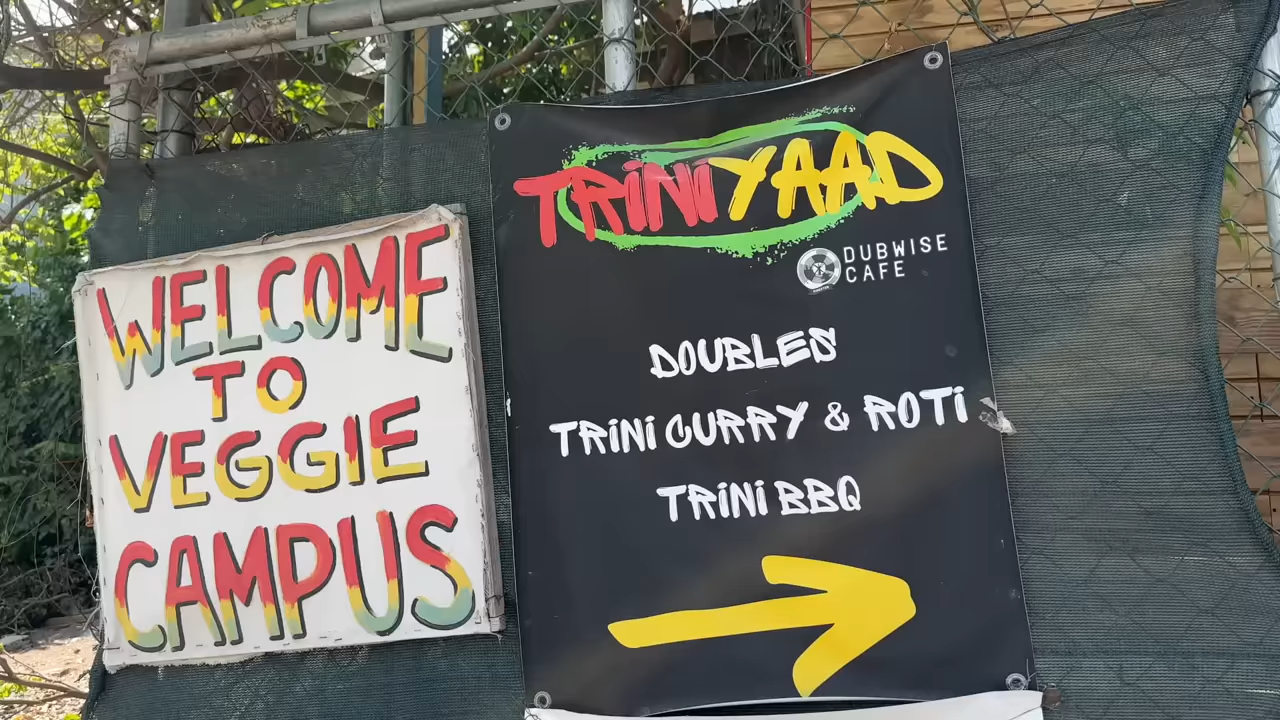 WELCOME
TO
VEGGIE
CAMPUS
TRINIYAAD
DUBWISE
CAFE
DOUBLES
TRINI CURRY & ROTI
TRINI BBQ